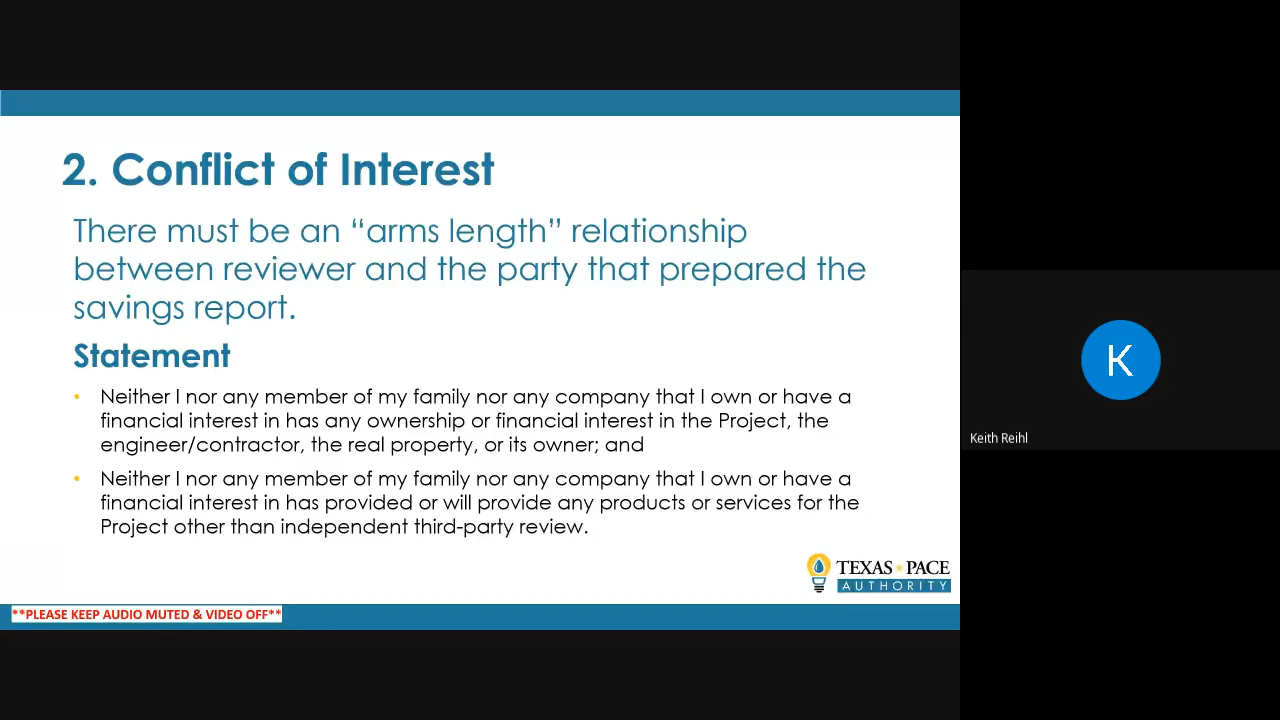 2. Conflict of Interest
There must be an “arms length” relationship
between reviewer and the party that prepared the
savings report.
Statement
• Neither I nor any member of my family nor any company that I own or have a
financial interest in has any ownership or financial interest in the Project, the
engineer/contractor, the real property, or its owner; and
• Neither I nor any member of my family nor any company that I own or have a
financial interest in has provided or will provide any products or services for the
Project other than independent third-party review.
TEXAS PACE
AUTHORITY
**PLEASE KEEP AUDIO MUTED & VIDEO OFF**
K
Keith Reihl